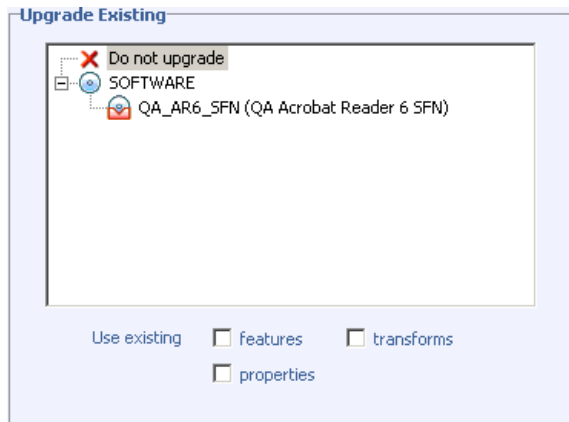 Upgrade Existing
Do not upgrade
SOFTWARE
QA_AR6_SFN (QA Acrobat Reader 6 SFN)
Use existing features transforms
properties